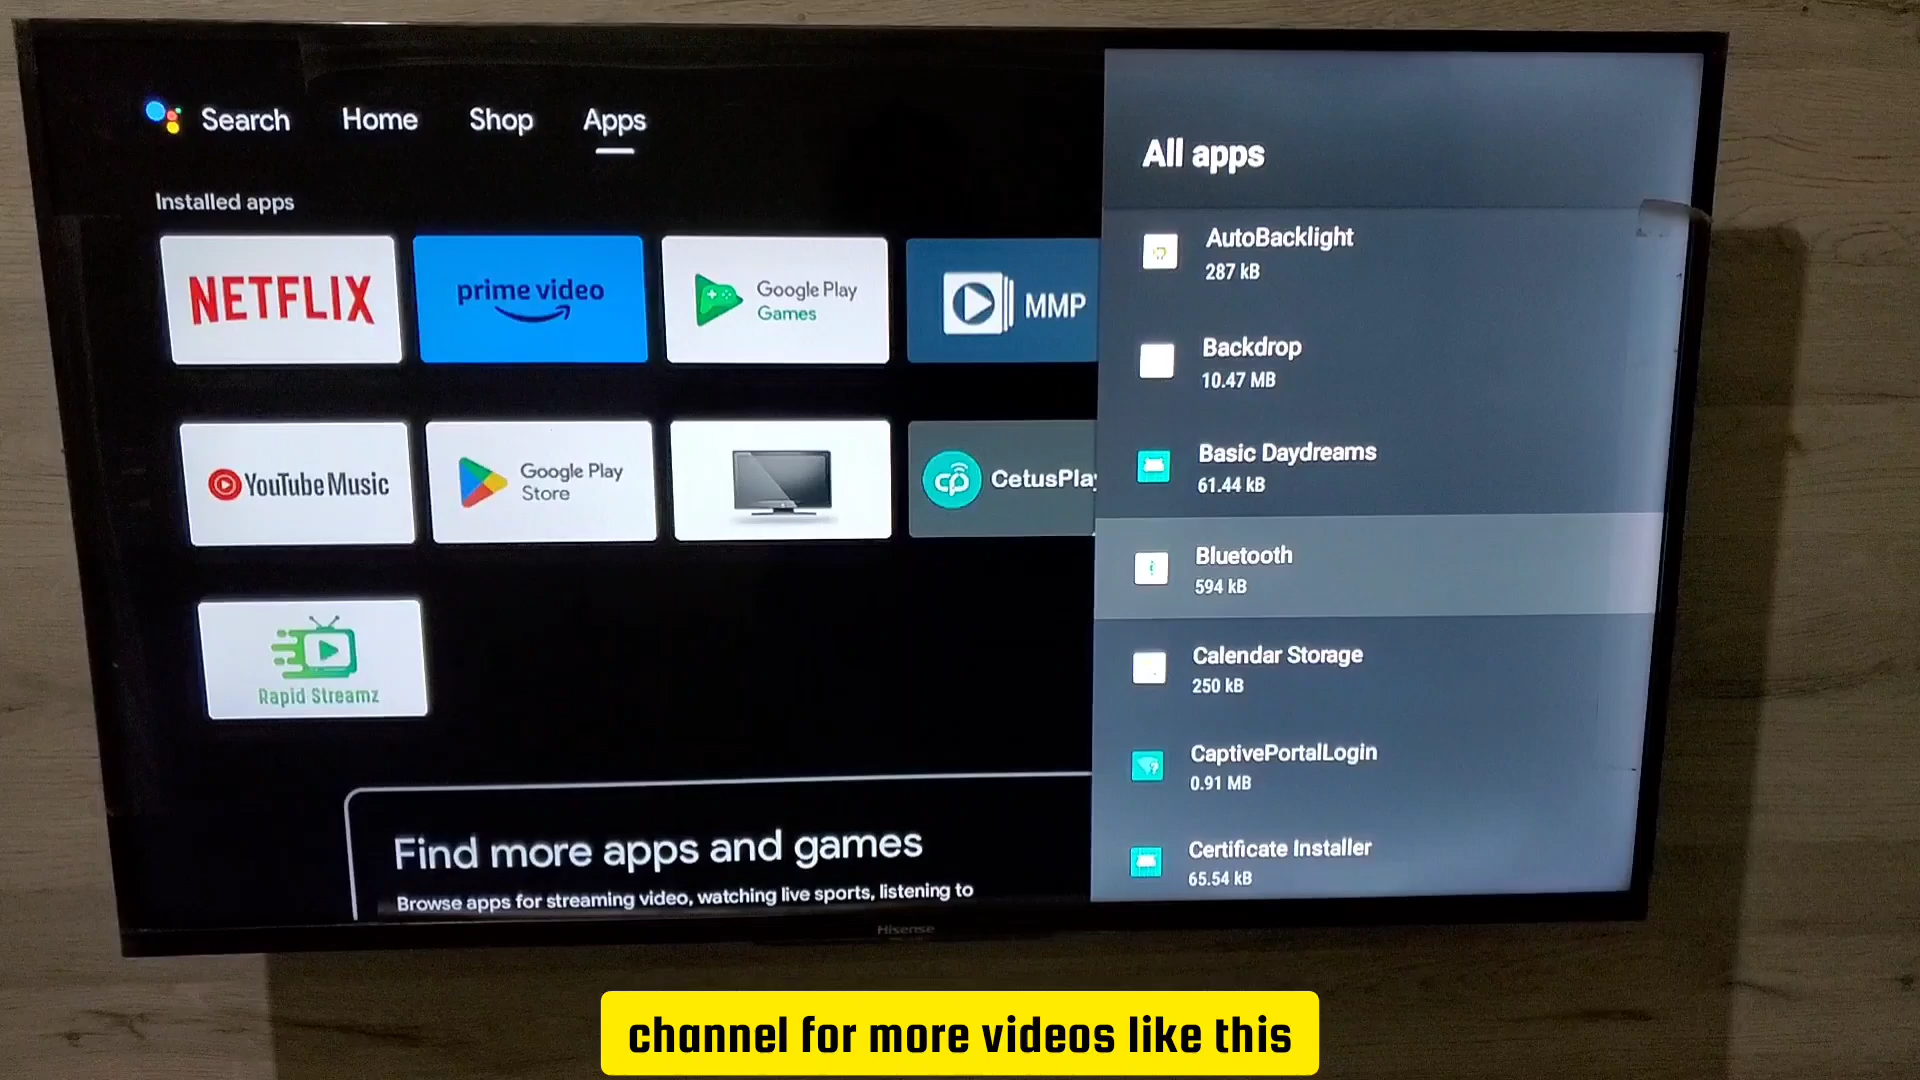 Search Home Shop Apps
Installed apps
NETFLIX
prime video
Google Play
Games
MMP
YouTube Music
Google Play
Store
cp CetusPlay
Rapid Streamz
Find more apps and games
Browse apps for streaming video, watching live sports, listening to
All apps
AutoBacklight
287 kB
Backdrop
10.47 MB
Basic Daydreams
61.44 kB
Bluetooth
594 kB
Calendar Storage
250 kB
CaptivePortalLogin
0.91 MB
Certificate Installer
65.54 kB
Hisense
channel for more videos like this